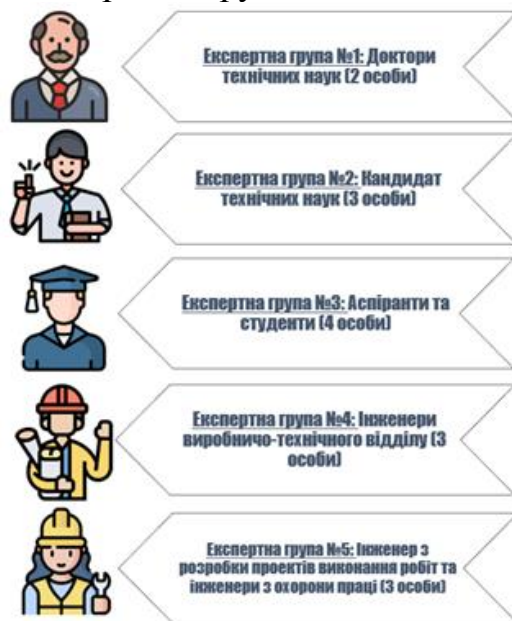 Експертна група №1: Доктори
технічних наук (2 особи)
Експертна група №2: Кандидат
технічних наук (3 особи)
Експертна група №3: Аспіранти та
студенти (4 особи)
Експертна група №4: Інженери
виробничо-технічного відділу (3
особи)
Експертна група №5: Інженер з
розробки проектів виконання робіт та
інженери з охорони праці (3 особи)